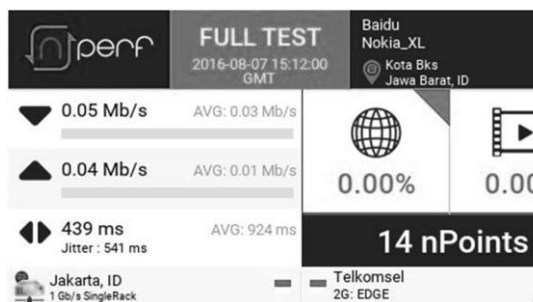 nperf
FULL TEST
2016-08-07 15:12:00
GMT
Baidu
Nokia_XL
Kota Bks
Jawa Barat, ID
0.05 Mb/s
AVG: 0.03 Mb/s
0.04 Mb/s
AVG: 0.01 Mb/s
439 ms
AVG: 924 ms
Jitter : 541 ms
0.00%
0.00
14 nPoints
Jakarta, ID
1 Gb/s SingleRack
Telkomsel
2G: EDGE